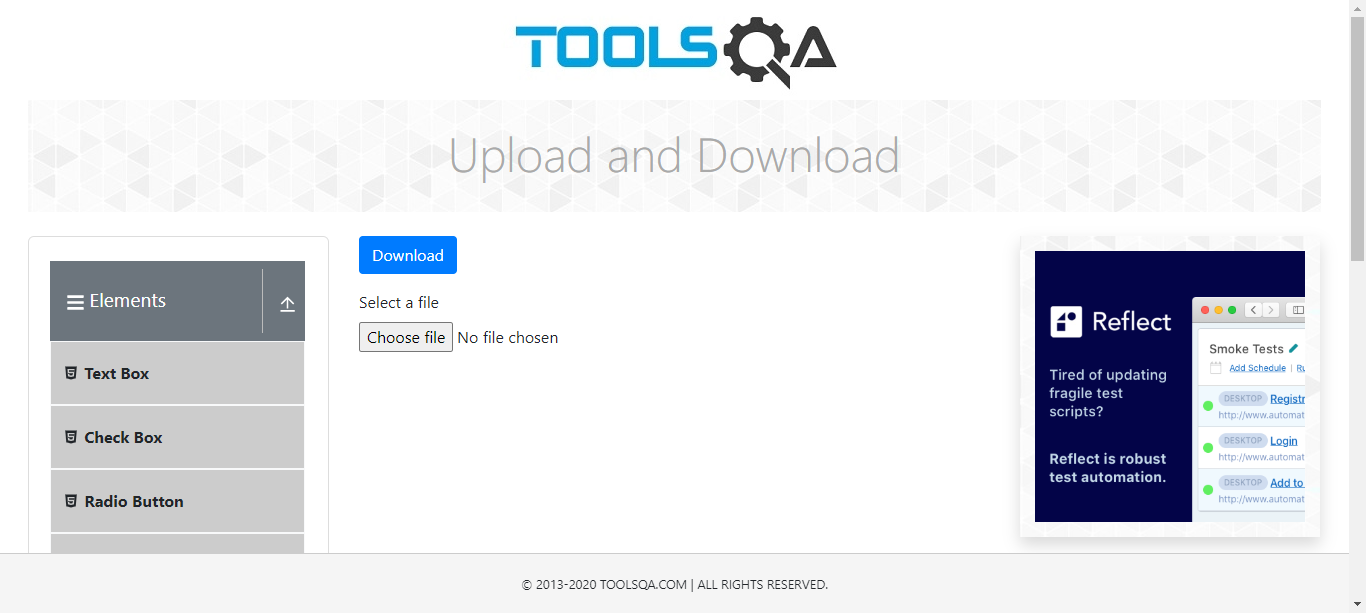 TOOLSQA
Upload and Download
Elements
Text Box
Check Box
Radio Button
Download
Select a file
Choose file No file chosen
Reflect
Tired of updating
fragile test
scripts?
Reflect is robust
test automation.
Smoke Tests
Add Schedule |
DESKTOP
http://www.automat
DESKTOP Login
http://www.automat
DESKTOP Add to
http://www.automat
© 2013-2020 TOOLSQA.COM | ALL RIGHTS RESERVED.